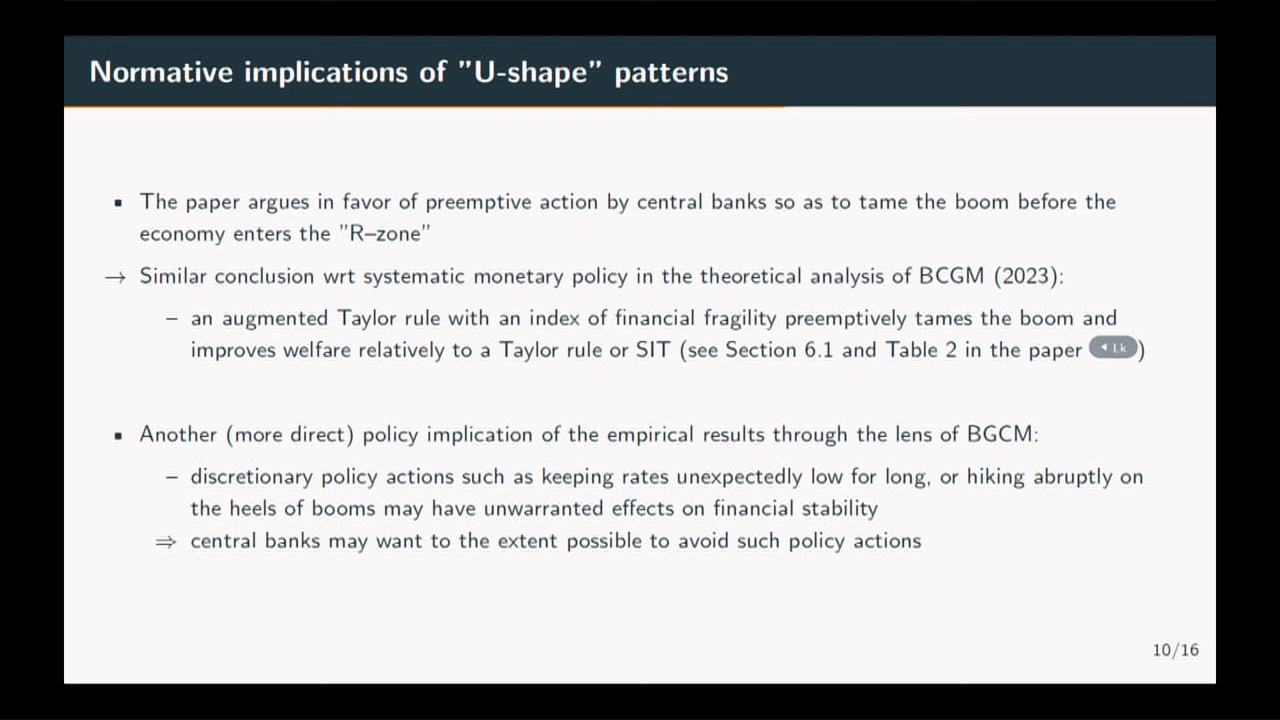 Normative implications of "U-shape" patterns
▪ The paper argues in favor of preemptive action by central banks so as to tame the boom before the
economy enters the "R–zone"
→ Similar conclusion wrt systematic monetary policy in the theoretical analysis of BCGM (2023):
– an augmented Taylor rule with an index of financial fragility preemptively tames the boom and
improves welfare relatively to a Taylor rule or SIT (see Section 6.1 and Table 2 in the paper ◂ Lk )
▪ Another (more direct) policy implication of the empirical results through the lens of BGCM:
– discretionary policy actions such as keeping rates unexpectedly low for long, or hiking abruptly on
the heels of booms may have unwarranted effects on financial stability
⇒ central banks may want to the extent possible to avoid such policy actions
10/16